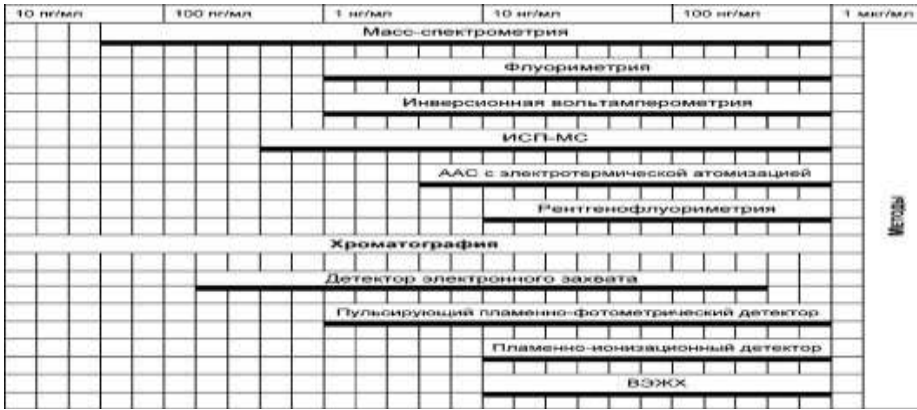 10 пг/мл 100 пг/мл 1 нг/мл 10 нг/мл 100 нг/мл 1 мкг/мл
Масс-спектрометрия
Флуориметрия
Инверсионная вольтамперометрия
ИСП-МС
ААС с электротермической атомизацией
Рентгенофлуориметрия
Методы
Хроматография
Детектор электронного захвата
Пульсирующий пламенно-фотометрический детектор
Пламенно-ионизационный детектор
ВЭЖХ